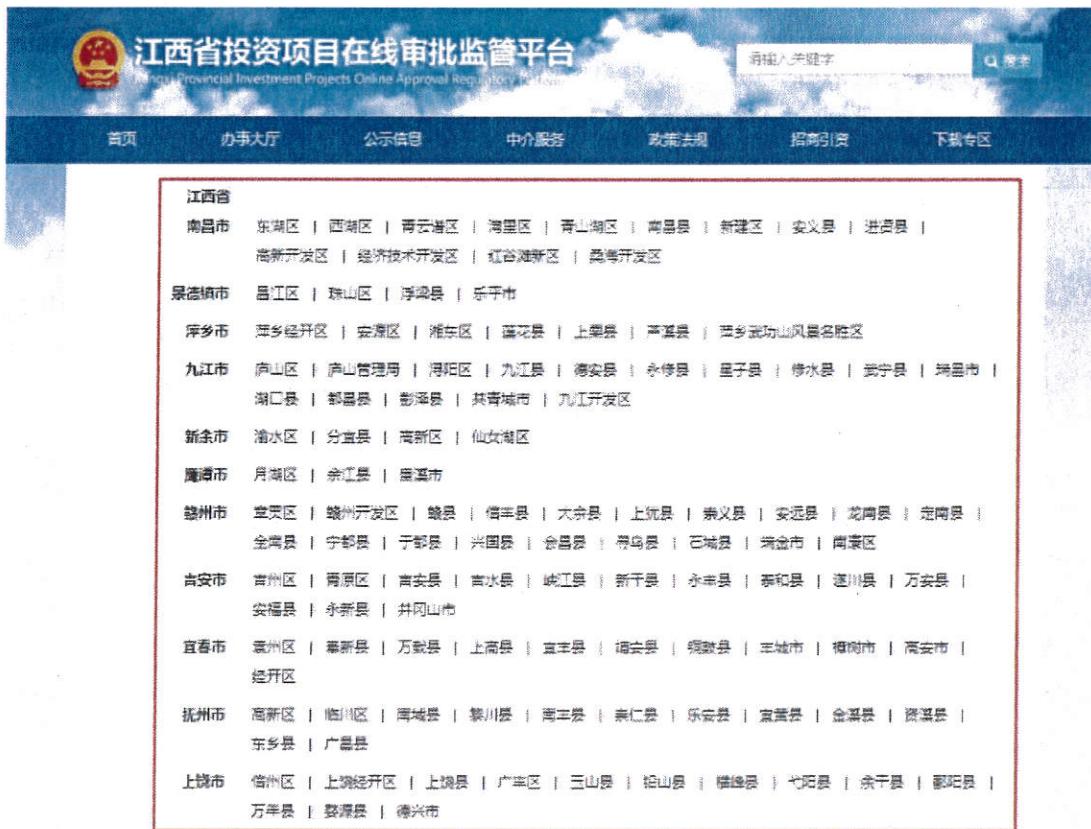 江西省投资项目在线审批监管平台
Jiangxi Provincial Investment Projects Online Approval Regulatory Platform
请输入关键字 搜索
首页 办事大厅 公示信息 中介服务 政策法规 招商引资 下载专区
江西省
南昌市 东湖区 | 西湖区 | 青云谱区 | 湾里区 | 青山湖区 | 南昌县 | 新建区 | 安义县 | 进贤县 |
高新开发区 | 经济技术开发区 | 红谷滩新区 | 桑海开发区
景德镇市 昌江区 | 珠山区 | 浮梁县 | 乐平市
萍乡市 萍乡经开区 | 安源区 | 湘东区 | 莲花县 | 上栗县 | 芦溪县 | 萍乡武功山风景名胜区
九江市 庐山区 | 庐山管理局 | 浔阳区 | 九江县 | 德安县 | 永修县 | 星子县 | 修水县 | 武宁县 | 瑞昌市 |
湖口县 | 都昌县 | 彭泽县 | 共青城市 | 九江开发区
新余市 渝水区 | 分宜县 | 高新区 | 仙女湖区
鹰潭市 月湖区 | 余江县 | 贵溪市
赣州市 章贡区 | 赣州开发区 | 赣县 | 信丰县 | 大余县 | 上犹县 | 崇义县 | 安远县 | 龙南县 | 定南县 |
全南县 | 宁都县 | 于都县 | 兴国县 | 会昌县 | 寻乌县 | 石城县 | 瑞金市 | 南康区
吉安市 吉州区 | 青原区 | 吉安县 | 吉水县 | 峡江县 | 新干县 | 永丰县 | 泰和县 | 遂川县 | 万安县 |
安福县 | 永新县 | 井冈山市
宜春市 袁州区 | 奉新县 | 万载县 | 上高县 | 宜丰县 | 靖安县 | 铜鼓县 | 丰城市 | 樟树市 | 高安市 |
经开区
抚州市 高新区 | 临川区 | 南城县 | 黎川县 | 南丰县 | 崇仁县 | 乐安县 | 宜黄县 | 金溪县 | 资溪县 |
东乡县 | 广昌县
上饶市 信州区 | 上饶经开区 | 上饶县 | 广丰区 | 玉山县 | 铅山县 | 横峰县 | 弋阳县 | 余干县 | 鄱阳县 |
万年县 | 婺源县 | 德兴市